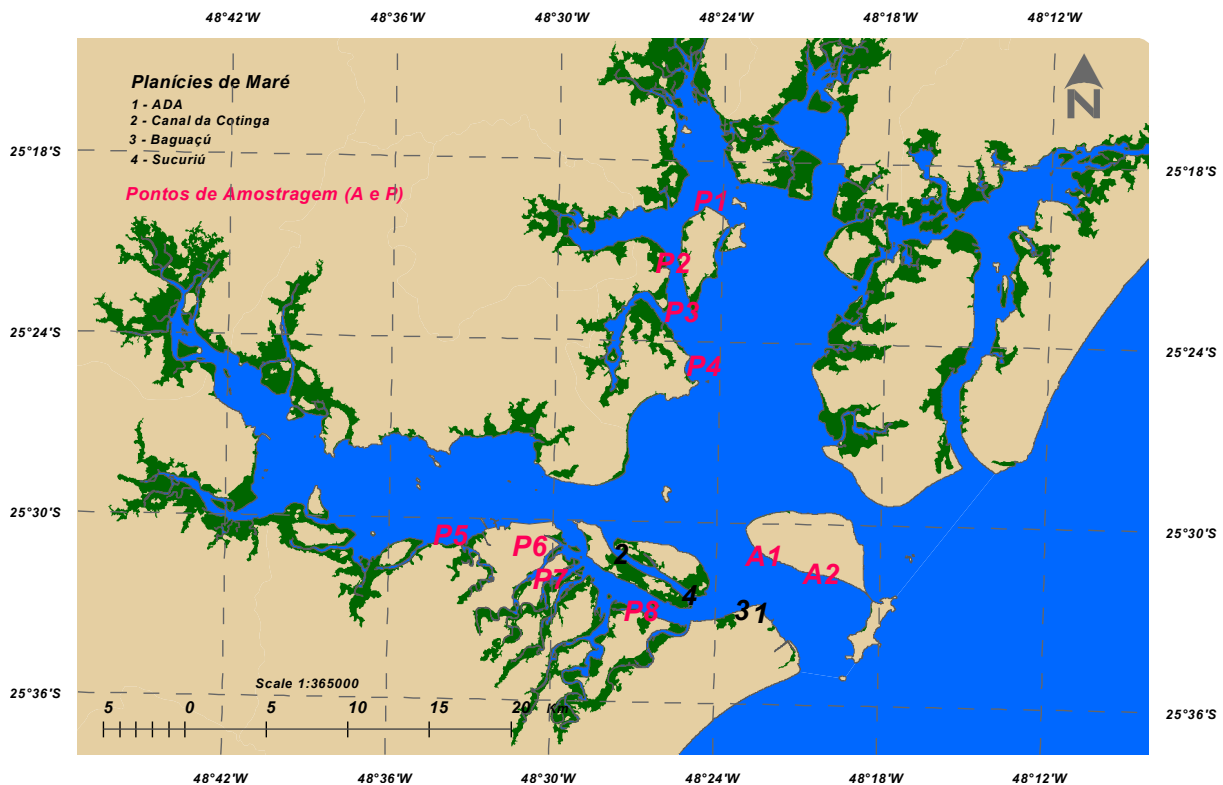 48°42'W 48°36'W 48°30'W 48°24'W 48°18'W 48°12'W
Planícies de Maré
1 - ADA
2 - Canal da Cotinga
3 - Baguaçú
4 - Sucuriú
Pontos de Amostragem (A e P)
N
25°18'S 25°18'S
P1
P2
P3
25°24'S 25°24'S
P4
25°30'S 25°30'S
P5 P6 2 A1
P7 A2
4
P8 3 1
Scale 1:365000
25°36'S 25°36'S
5 0 5 10 15 20 Km
48°42'W 48°36'W 48°30'W 48°24'W 48°18'W 48°12'W